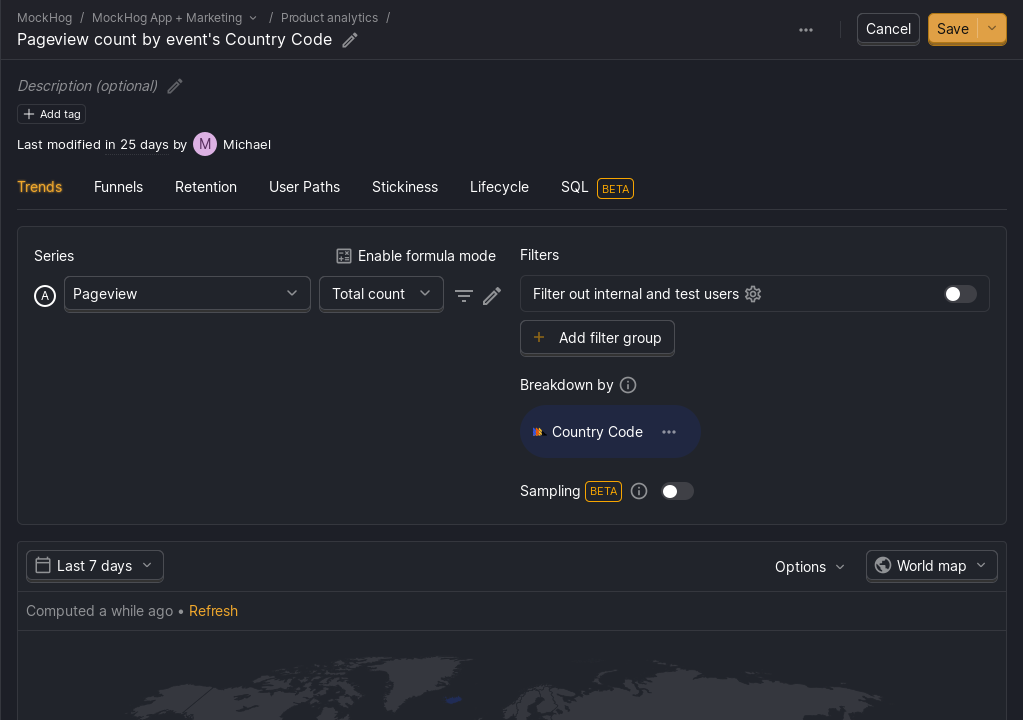 MockHog / MockHog App + Marketing / Product analytics /
Pageview count by event's Country Code
Cancel
Save
Description (optional)
Add tag
Last modified in 25 days by M Michael
Trends
Funnels
Retention
User Paths
Stickiness
Lifecycle
SQL BETA
Series
Enable formula mode
A
Pageview
Total count
Filters
Filter out internal and test users
Add filter group
Breakdown by
Country Code
Sampling BETA
Last 7 days
Options
World map
Computed a while ago • Refresh